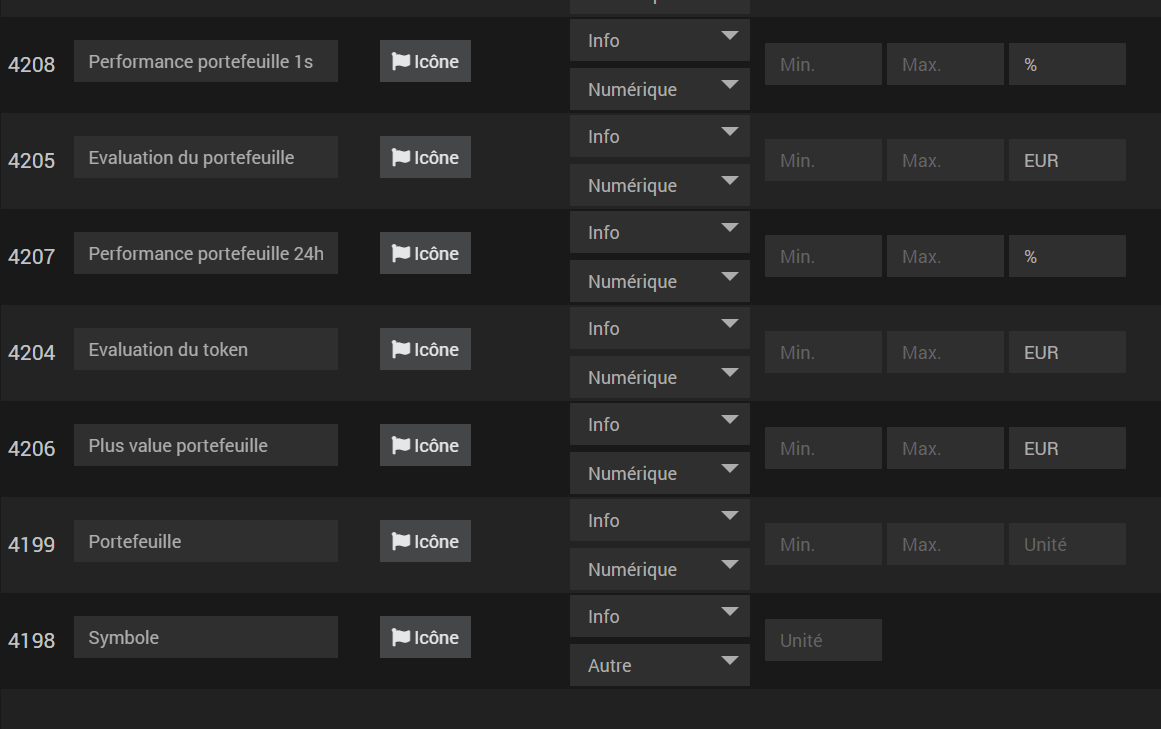 Info
4208 Performance portefeuille 1s Icône Min. Max. %
Numérique
Info
4205 Evaluation du portefeuille Icône Min. Max. EUR
Numérique
Info
4207 Performance portefeuille 24h Icône Min. Max. %
Numérique
Info
4204 Evaluation du token Icône Min. Max. EUR
Numérique
Info
4206 Plus value portefeuille Icône Min. Max. EUR
Numérique
Info
4199 Portefeuille Icône Min. Max. Unité
Numérique
Info
4198 Symbole Icône Unité
Autre